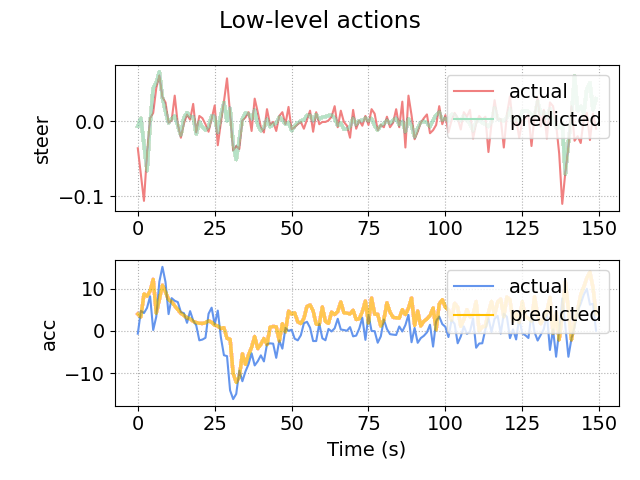 Low-level actions
0.0
−0.1
steer
actual
predicted
0 25 50 75 100 125 150
10
0
−10
acc
actual
predicted
0 25 50 75 100 125 150
Time (s)